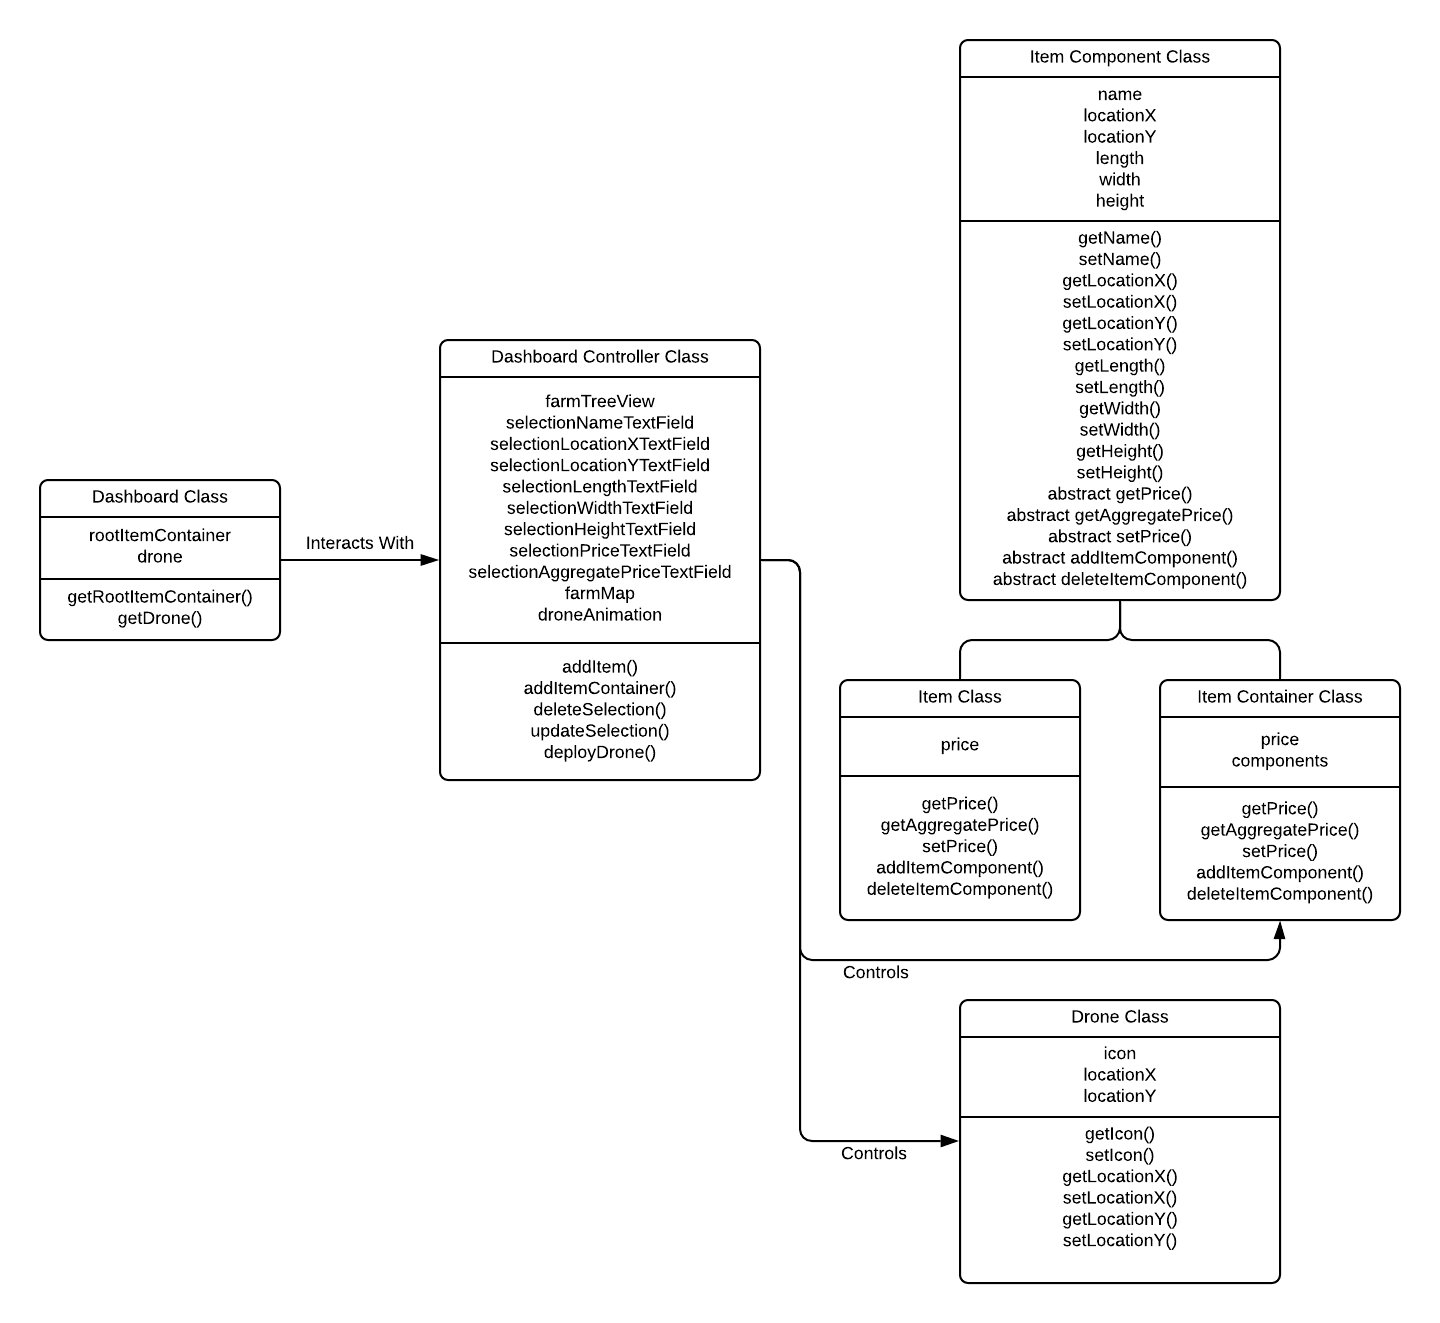 Item Component Class
name
locationX
locationY
length
width
height
getName()
setName()
getLocationX()
setLocationX()
getLocationY()
setLocationY()
getLength()
setLength()
getWidth()
setWidth()
getHeight()
setHeight()
abstract getPrice()
abstract getAggregatePrice()
abstract setPrice()
abstract addItemComponent()
abstract deleteItemComponent()
Dashboard Controller Class
farmTreeView
selectionNameTextField
selectionLocationXTextField
selectionLocationYTextField
selectionLengthTextField
selectionWidthTextField
selectionHeightTextField
selectionPriceTextField
selectionAggregatePriceTextField
farmMap
droneAnimation
addItem()
addItemContainer()
deleteSelection()
updateSelection()
deployDrone()
Dashboard Class
rootItemContainer
drone
getRootItemContainer()
getDrone()
Interacts With
Item Class
price
getPrice()
getAggregatePrice()
setPrice()
addItemComponent()
deleteItemComponent()
Item Container Class
price
components
getPrice()
getAggregatePrice()
setPrice()
addItemComponent()
deleteItemComponent()
Controls
Drone Class
icon
locationX
locationY
getIcon()
setIcon()
getLocationX()
setLocationX()
getLocationY()
setLocationY()
Controls